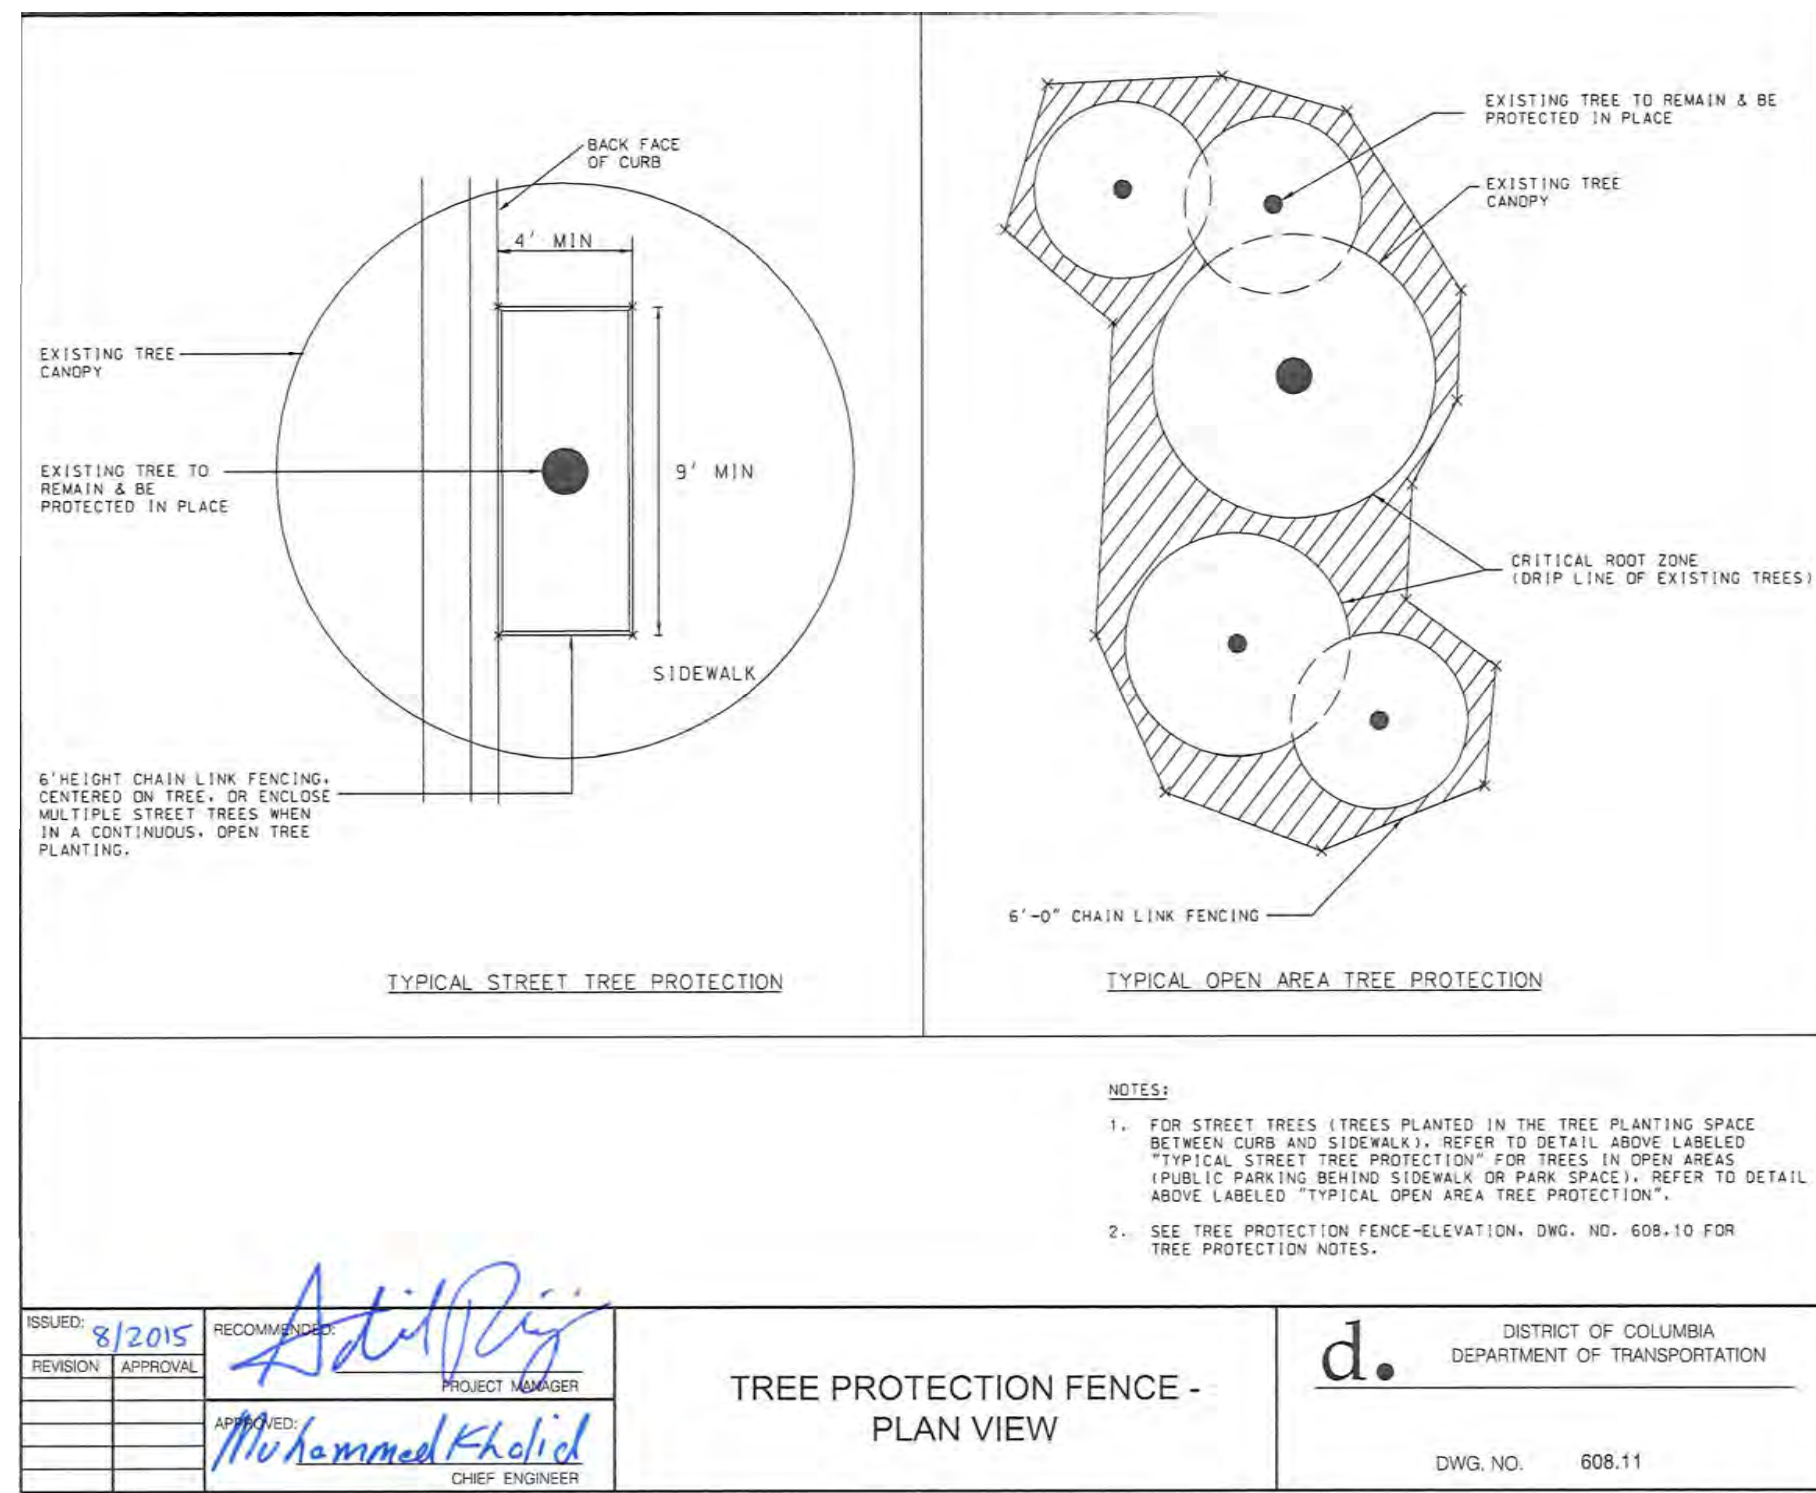 BACK FACE
OF CURB
4' MIN
EXISTING TREE
CANOPY
EXISTING TREE TO
REMAIN & BE
PROTECTED IN PLACE
9' MIN
SIDEWALK
6'HEIGHT CHAIN LINK FENCING,
CENTERED ON TREE, OR ENCLOSE
MULTIPLE STREET TREES WHEN
IN A CONTINUOUS, OPEN TREE
PLANTING.
TYPICAL STREET TREE PROTECTION
EXISTING TREE TO REMAIN & BE
PROTECTED IN PLACE
EXISTING TREE
CANOPY
CRITICAL ROOT ZONE
(DRIP LINE OF EXISTING TREES)
6'-0" CHAIN LINK FENCING
TYPICAL OPEN AREA TREE PROTECTION
NOTES:
1. FOR STREET TREES (TREES PLANTED IN THE TREE PLANTING SPACE
BETWEEN CURB AND SIDEWALK), REFER TO DETAIL ABOVE LABELED
"TYPICAL STREET TREE PROTECTION" FOR TREES IN OPEN AREAS
(PUBLIC PARKING BEHIND SIDEWALK OR PARK SPACE), REFER TO DETAIL
ABOVE LABELED "TYPICAL OPEN AREA TREE PROTECTION".
2. SEE TREE PROTECTION FENCE-ELEVATION, DWG. NO. 608.10 FOR
TREE PROTECTION NOTES.
ISSUED: 8/2015
REVISION APPROVAL
RECOMMENDED:
PROJECT MANAGER
APPROVED:
Muhammed Khalid
CHIEF ENGINEER
TREE PROTECTION FENCE -
PLAN VIEW
d.
DISTRICT OF COLUMBIA
DEPARTMENT OF TRANSPORTATION
DWG. NO. 608.11